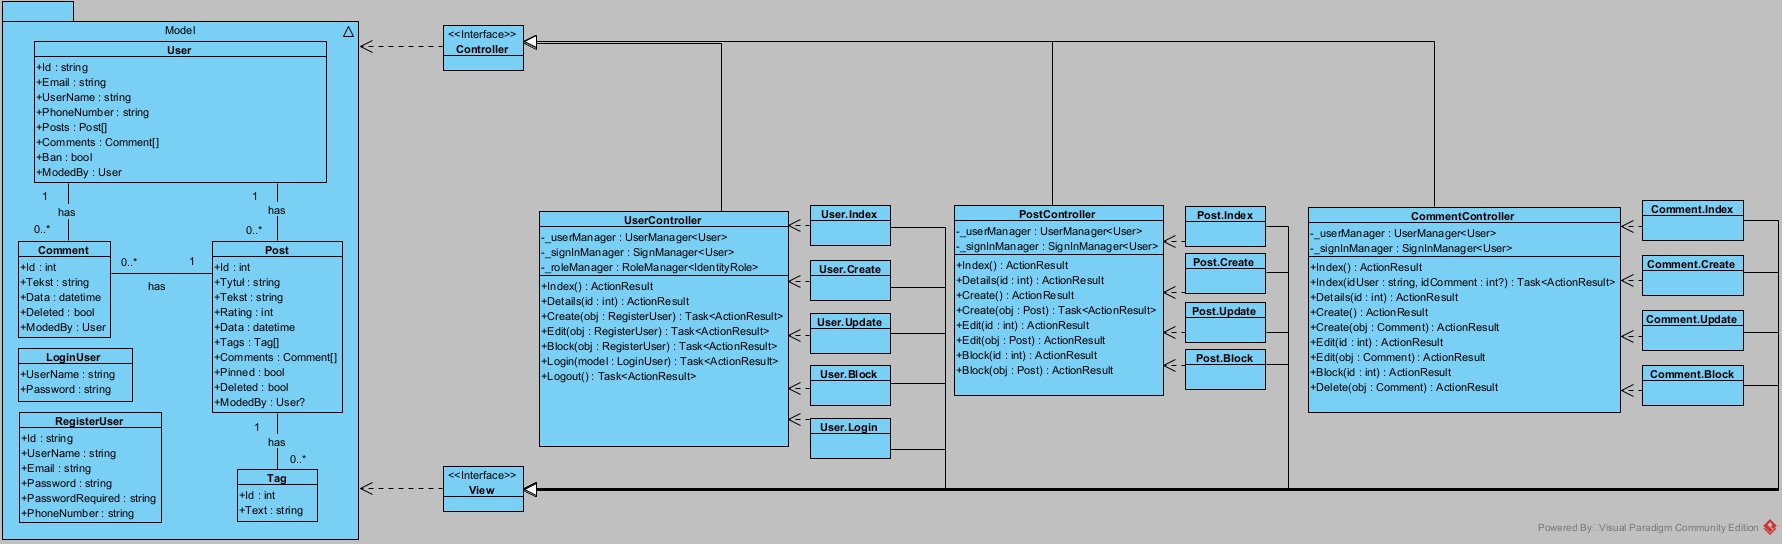 Model
User
+Id : string
+Email : string
+UserName : string
+PhoneNumber : string
+Posts : Post[]
+Comments : Comment[]
+Ban : bool
+ModedBy : User
1
has
0..*
1
has
0..*
Comment
+Id : int
+Tekst : string
+Data : datetime
+Deleted : bool
+ModedBy : User
0..*
1
has
Post
+Id : int
+Tytuł : string
+Tekst : string
+Rating : int
+Data : datetime
+Tags : Tag[]
+Comments : Comment[]
+Pinned : bool
+Deleted : bool
+ModedBy : User?
LoginUser
+UserName : string
+Password : string
RegisterUser
+Id : string
+UserName : string
+Email : string
+Password : string
+PasswordRequired : string
+PhoneNumber : string
1
has
0..*
Tag
+Id : int
+Text : string
<<Interface>>
Controller
<<Interface>>
View
UserController
-_userManager : UserManager<User>
-_signInManager : SignManager<User>
-_roleManager : RoleManager<IdentityRole>
+Index() : ActionResult
+Details(id : int) : ActionResult
+Create(obj : RegisterUser) : Task<ActionResult>
+Edit(obj : RegisterUser) : Task<ActionResult>
+Block(obj : RegisterUser) : Task<ActionResult>
+Login(model : LoginUser) : Task<ActionResult>
+Logout() : Task<ActionResult>
User.Index
User.Create
User.Update
User.Block
User.Login
PostController
-_userManager : UserManager<User>
-_signInManager : SignInManager<User>
+Index() : ActionResult
+Details(id : int) : ActionResult
+Create() : ActionResult
+Create(obj : Post) : Task<ActionResult>
+Edit(id : int) : ActionResult
+Edit(obj : Post) : ActionResult
+Block(id : int) : ActionResult
+Block(obj : Post) : ActionResult
Post.Index
Post.Create
Post.Update
Post.Block
CommentController
-_userManager : UserManager<User>
-_signInManager : SignInManager<User>
+Index() : ActionResult
+Index(idUser : string, idComment : int?) : Task<ActionResult>
+Details(id : int) : ActionResult
+Create() : ActionResult
+Create(obj : Comment) : ActionResult
+Edit(id : int) : ActionResult
+Edit(obj : Comment) : ActionResult
+Block(id : int) : ActionResult
+Delete(obj : Comment) : ActionResult
Comment.Index
Comment.Create
Comment.Update
Comment.Block
Powered By Visual Paradigm Community Edition